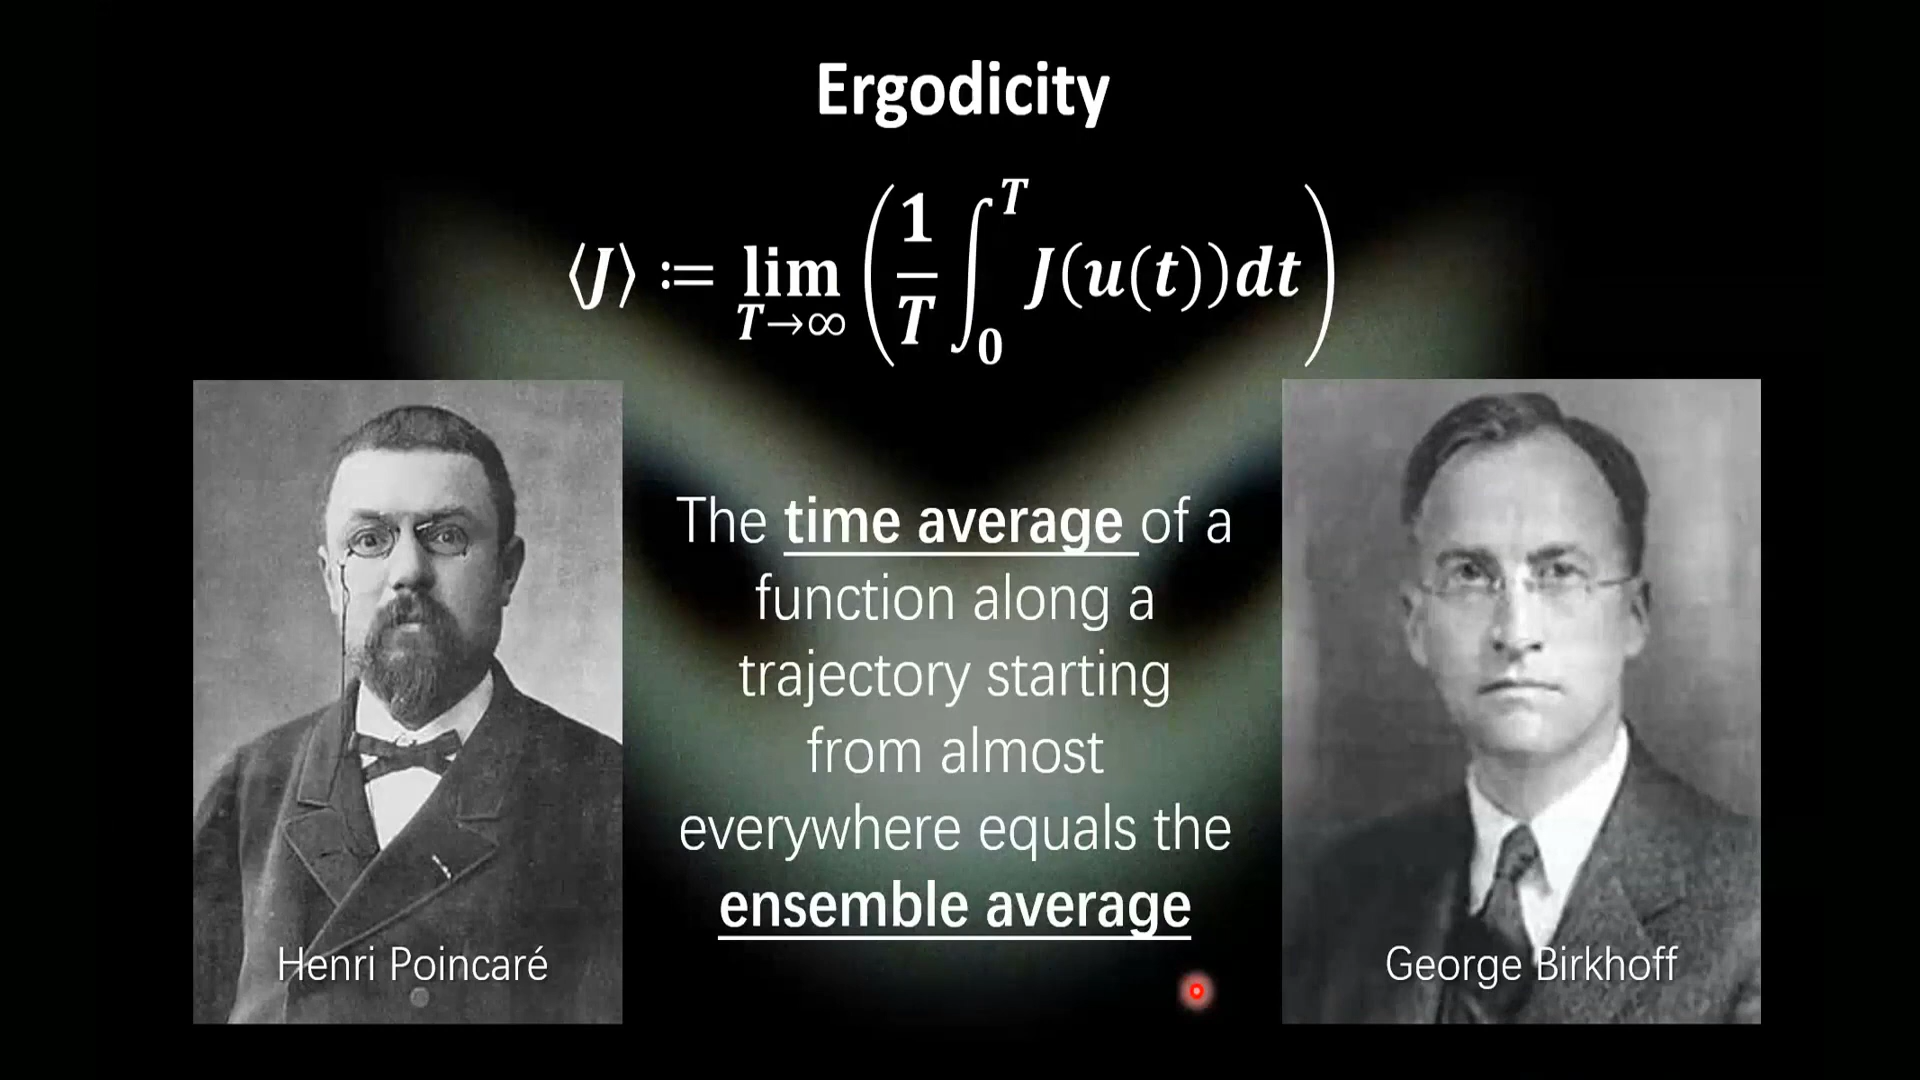 Ergodicity
⟨J⟩ ≔ lim_{T→∞} (1/T ∫_0^T J(u(t))dt)
The time average of a
function along a
trajectory starting
from almost
everywhere equals the
ensemble average
Henri Poincaré
George Birkhoff